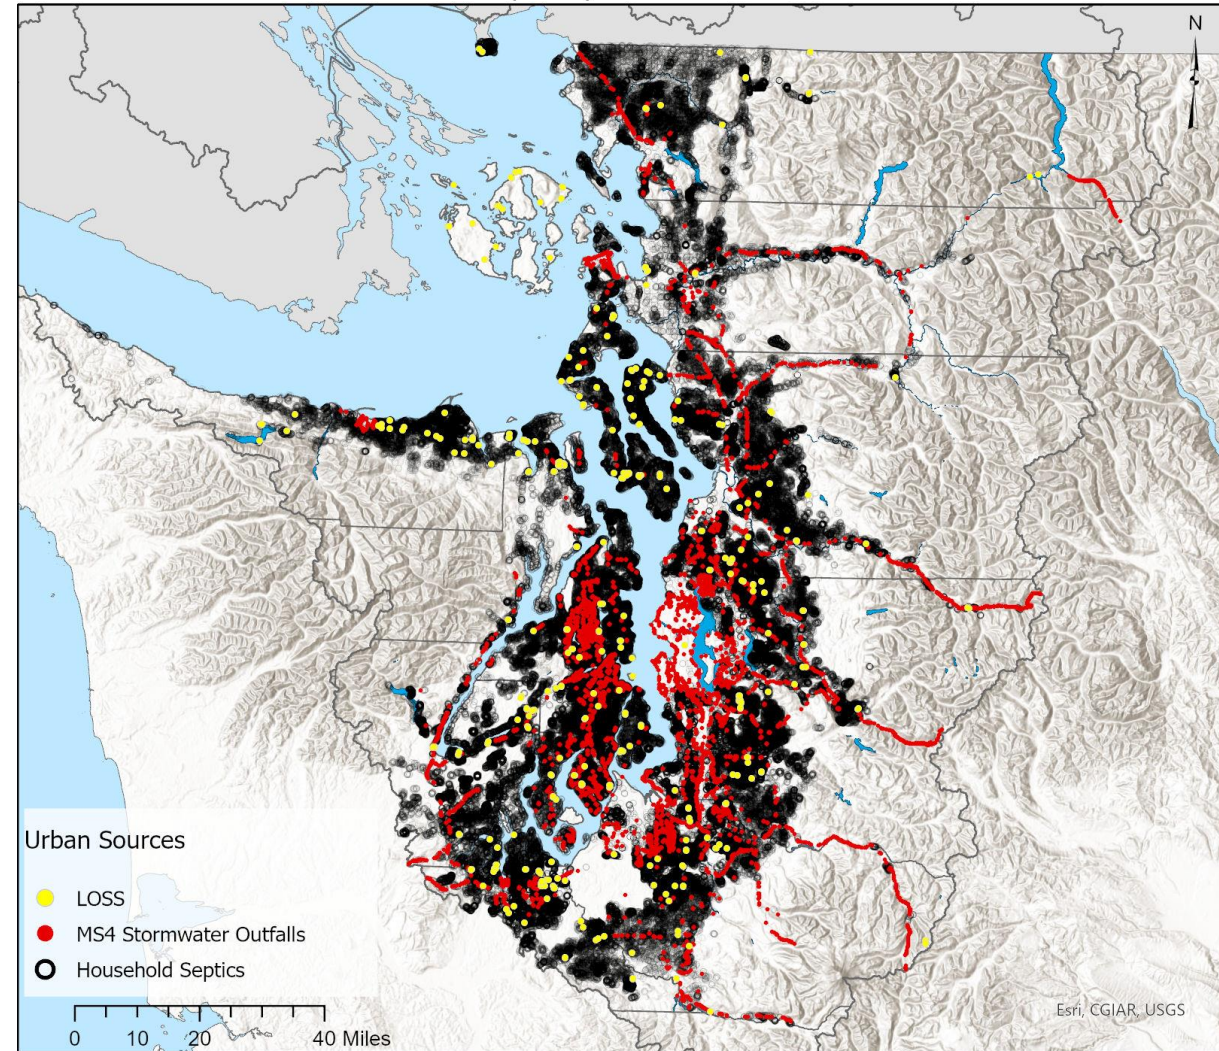 N
Urban Sources
LOSS
MS4 Stormwater Outfalls
Household Septics
0 10 20 40 Miles
Esri, CGIAR, USGS